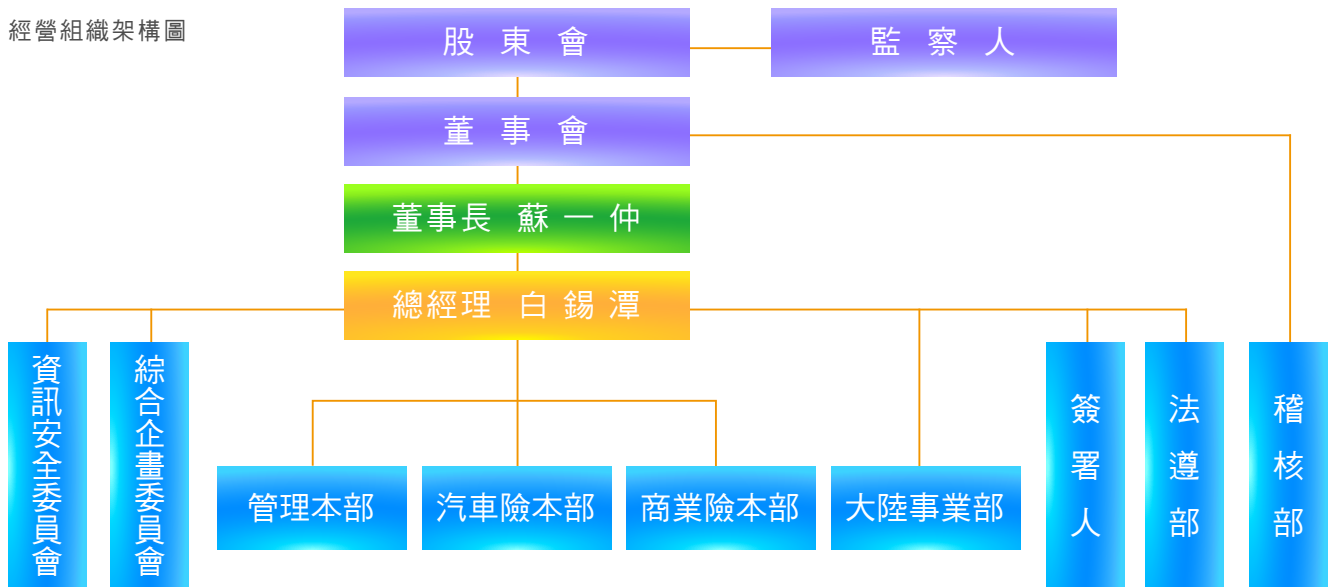 經營組織架構圖
股東會
監察人
董事會
董事長 蘇一仲
總經理 白錫潭
資訊安全委員會
綜合企畫委員會
管理本部
汽車險本部
商業險本部
大陸事業部
簽署人
法遵部
稽核部